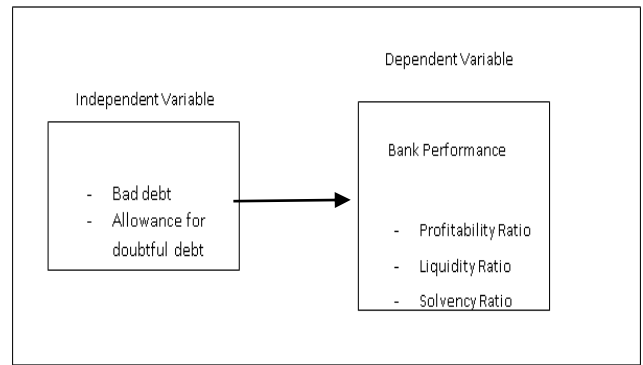 Dependent Variable
Independent Variable
Bank Performance
- Bad debt
- Allowance for
doubtful debt
- Profitability Ratio
- Liquidity Ratio
- Solvency Ratio